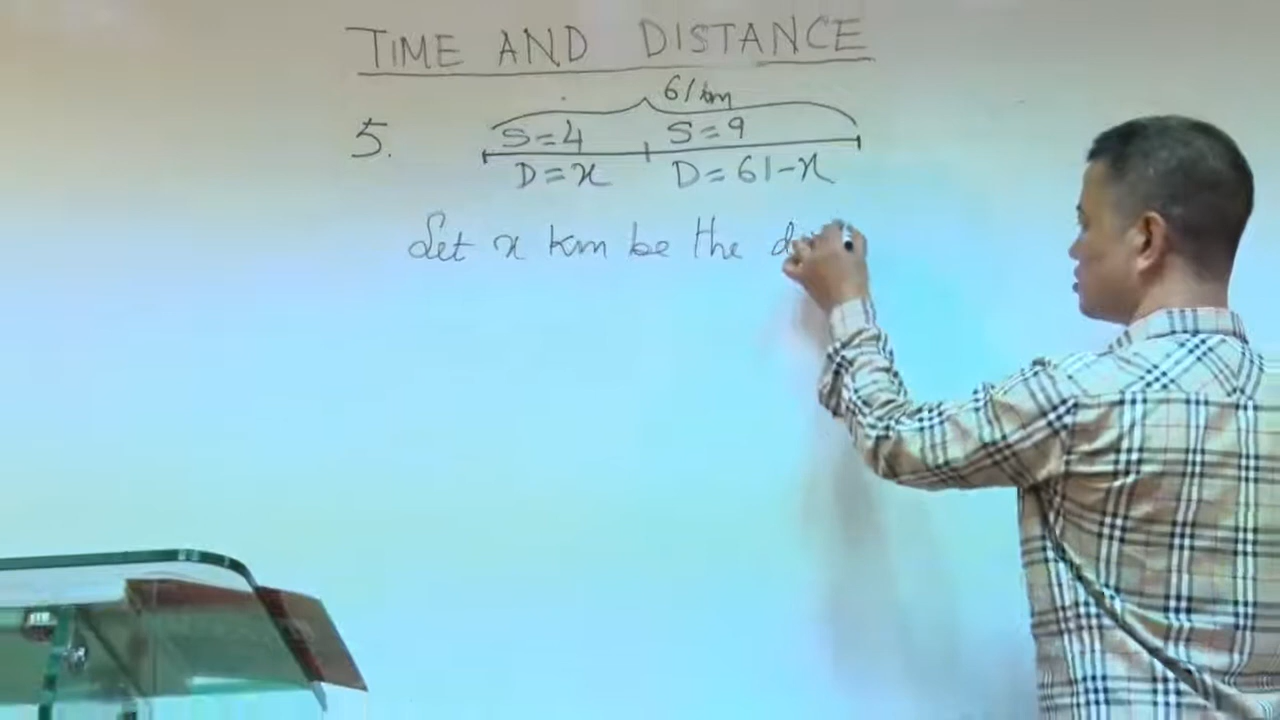 TIME AND DISTANCE
61 km
5. S=4 S=9
D=x D=61-x
Let x km be the